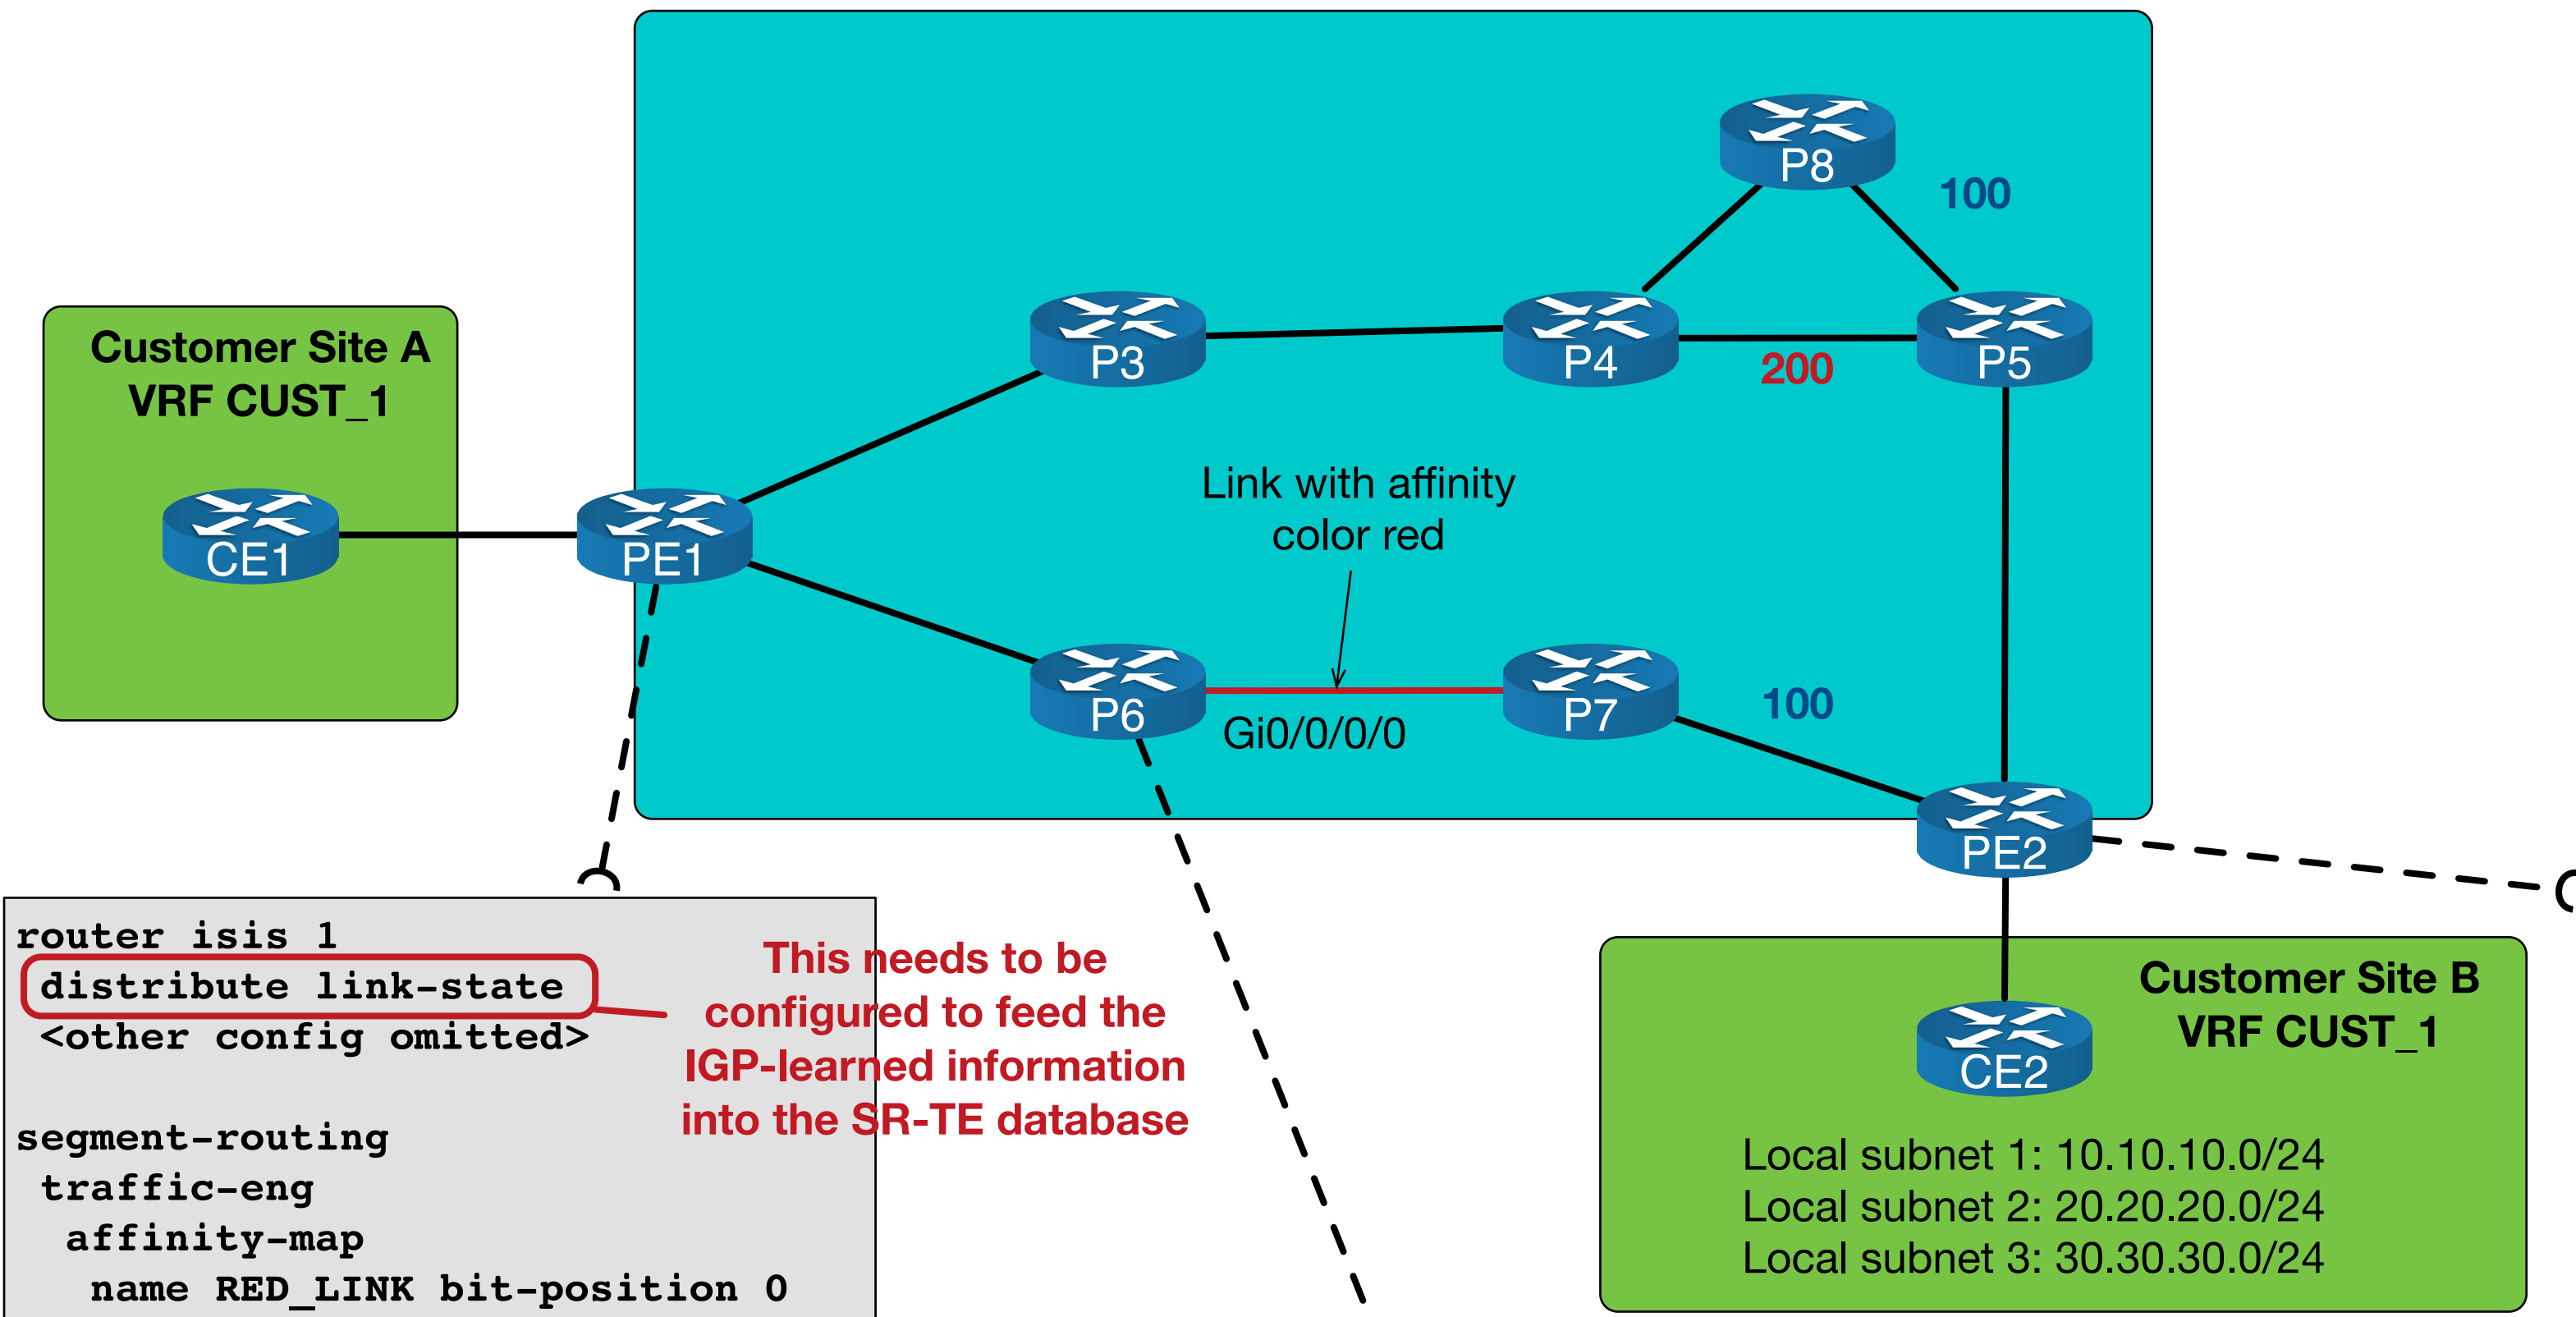 P8
100
Customer Site A
VRF CUST_1
P3
P4
200
P5
Link with affinity
color red
CE1
PE1
P6
Gi0/0/0/0
P7
100
PE2
router isis 1
distribute link-state
<other config omitted>
segment-routing
traffic-eng
affinity-map
name RED_LINK bit-position 0
This needs to be
configured to feed the
IGP-learned information
into the SR-TE database
Customer Site B
VRF CUST_1
CE2
Local subnet 1: 10.10.10.0/24
Local subnet 2: 20.20.20.0/24
Local subnet 3: 30.30.30.0/24